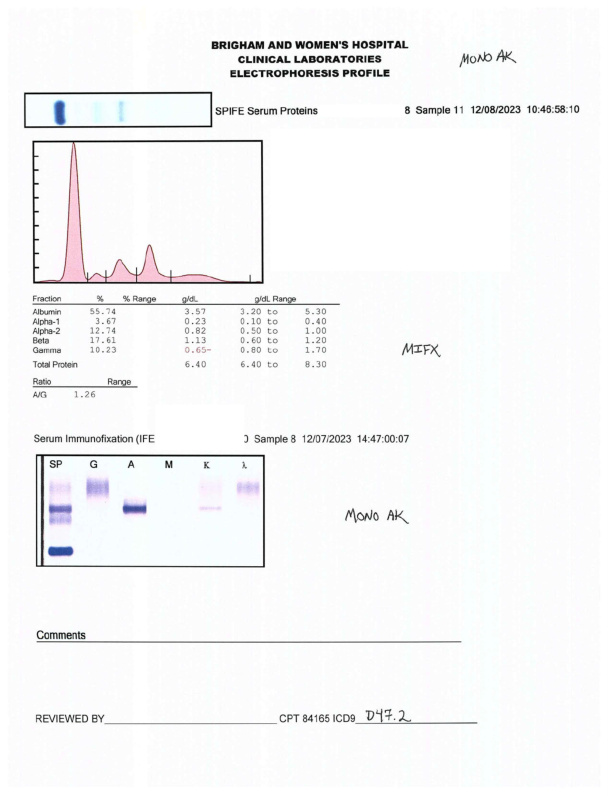 BRIGHAM AND WOMEN'S HOSPITAL
CLINICAL LABORATORIES
ELECTROPHORESIS PROFILE
MONO AK
SPIFE Serum Proteins 8 Sample 11 12/08/2023 10:46:58:10
Fraction % % Range g/dL g/dL Range
Albumin 55.74 3.57 3.20 to 5.30
Alpha-1 3.67 0.23 0.10 to 0.40
Alpha-2 12.74 0.82 0.50 to 1.00
Beta 17.61 1.13 0.60 to 1.20
Gamma 10.23 0.65- 0.80 to 1.70
MIFX
Total Protein 6.40 6.40 to 8.30
Ratio Range
A/G 1.26
Serum Immunofixation (IFE 0 Sample 8 12/07/2023 14:47:00:07
SP G A M K λ
MONO AK
Comments
REVIEWED BY CPT 84165 ICD9 D47.2